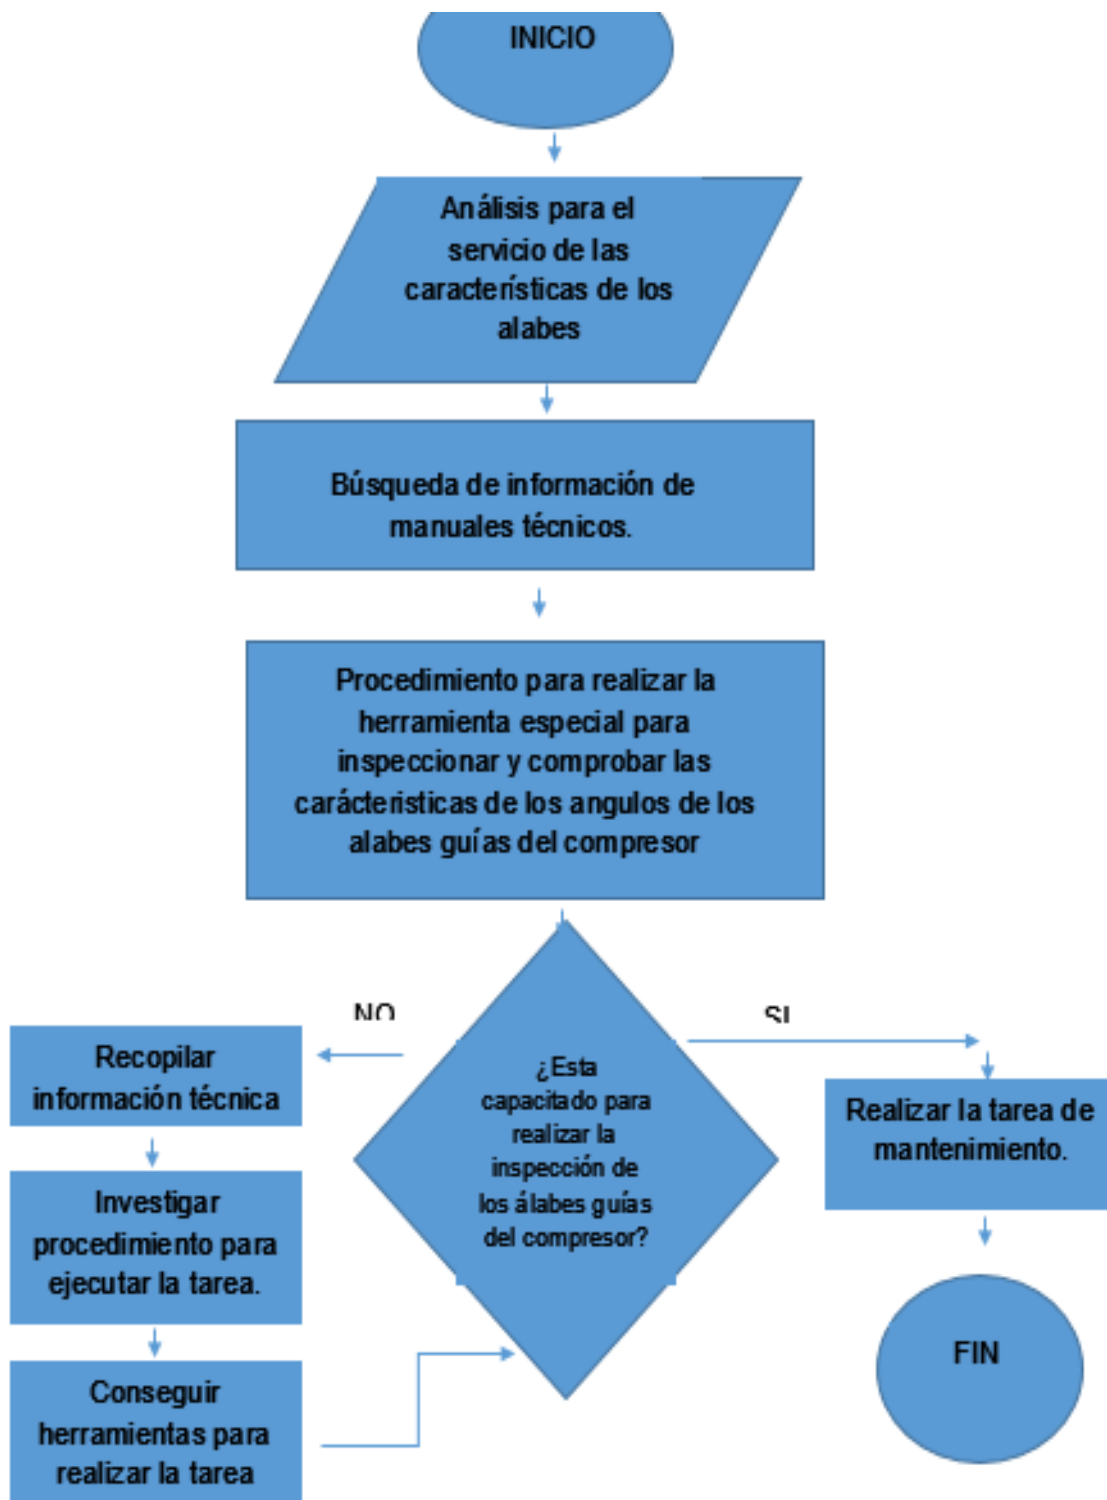 INICIO
Análisis para el
servicio de las
características de los
alabes
Búsqueda de información de
manuales técnicos.
Procedimiento para realizar la
herramienta especial para
inspeccionar y comprobar las
carácteristicas de los angulos de los
alabes guías del compresor
NO
SI
¿Esta
capacitado para
realizar la
inspección de
los álabes guías
del compresor?
Recopilar
información técnica
Investigar
procedimiento para
ejecutar la tarea.
Conseguir
herramientas para
realizar la tarea
Realizar la tarea de
mantenimiento.
FIN